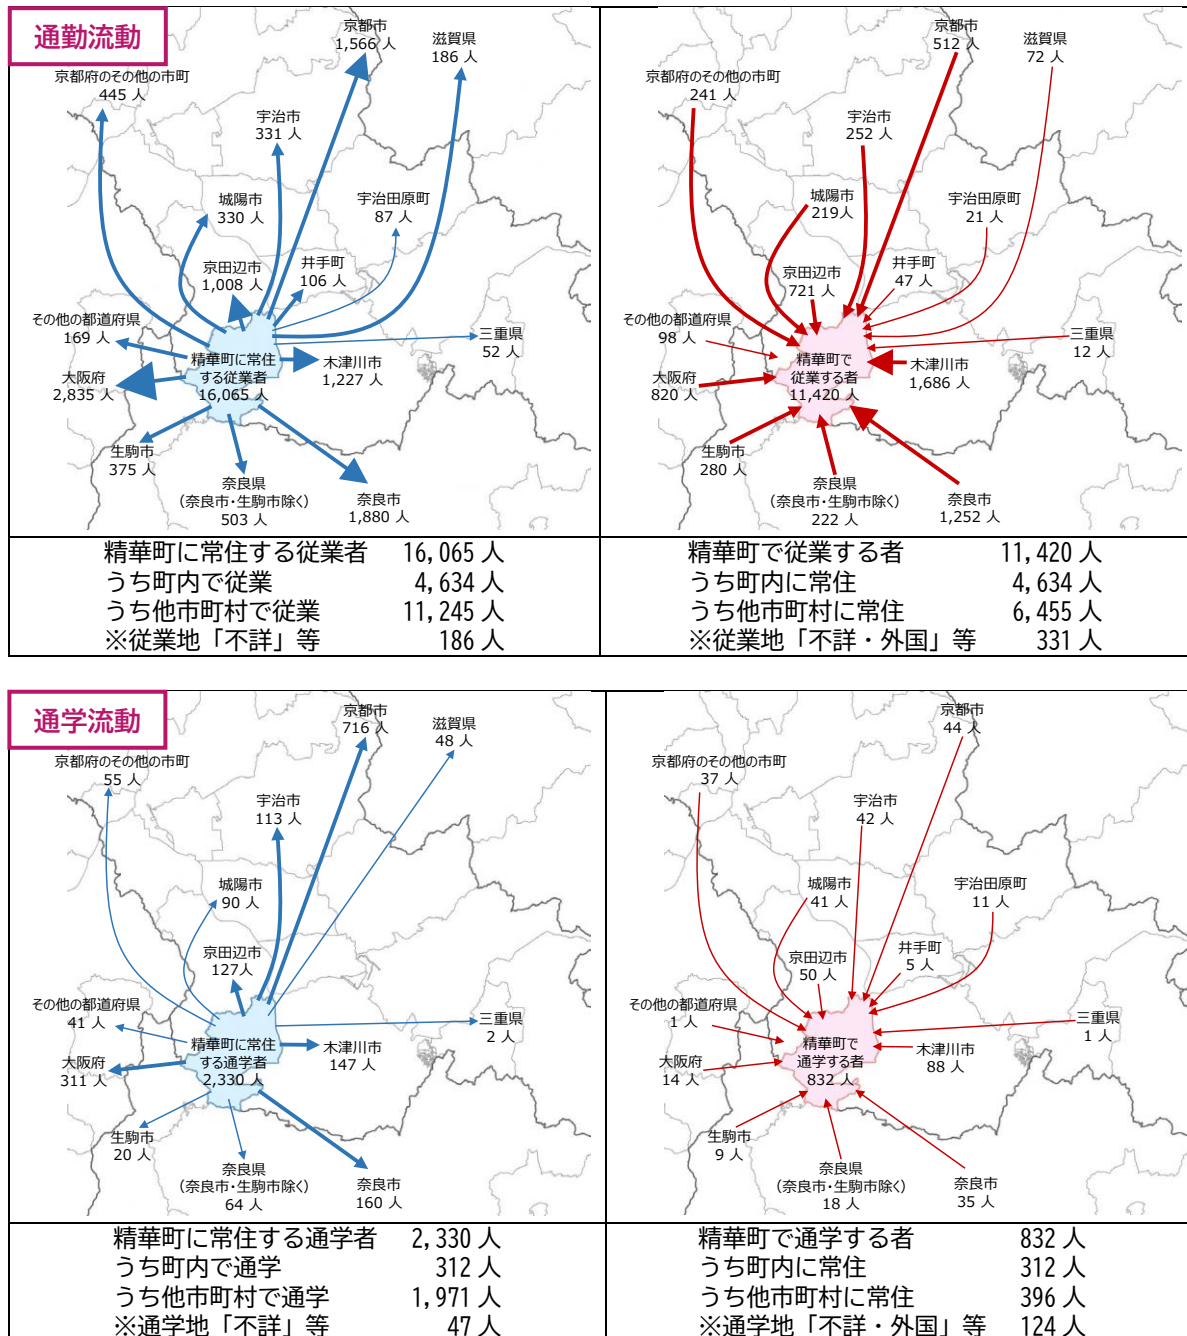 通勤流動
京都市
1,566 人
滋賀県
186 人
京都府のその他の市町
445 人
宇治市
331 人
城陽市
330 人
宇治田原町
87 人
京田辺市
1,008 人
井手町
106 人
その他の都道府県
169 人
三重県
52 人
精華町に常住
する従業者
16,065 人
木津川市
1,227 人
大阪府
2,835 人
生駒市
375 人
奈良県
(奈良市・生駒市除く)
503 人
奈良市
1,880 人
京都市
512 人
滋賀県
72 人
京都府のその他の市町
241 人
宇治市
252 人
城陽市
219人
宇治田原町
21 人
京田辺市
721 人
井手町
47 人
その他の都道府県
98 人
三重県
12 人
精華町で
従業する者
11,420 人
木津川市
1,686 人
大阪府
820 人
生駒市
280 人
奈良県
(奈良市・生駒市除く)
222 人
奈良市
1,252 人
精華町に常住する従業者 16,065 人
うち町内で従業 4,634 人
うち他市町村で従業 11,245 人
※従業地「不詳」等 186 人
精華町で従業する者 11,420 人
うち町内に常住 4,634 人
うち他市町村に常住 6,455 人
※従業地「不詳・外国」等 331 人
通学流動
京都市
716 人
滋賀県
48 人
京都府のその他の市町
55 人
宇治市
113 人
城陽市
90 人
京田辺市
127人
その他の都道府県
41 人
三重県
2 人
精華町に常住
する通学者
2,330 人
木津川市
147 人
大阪府
311 人
生駒市
20 人
奈良県
(奈良市・生駒市除く)
64 人
奈良市
160 人
京都市
44 人
京都府のその他の市町
37 人
宇治市
42 人
城陽市
41 人
宇治田原町
11 人
京田辺市
50 人
井手町
5 人
その他の都道府県
1 人
三重県
1 人
精華町で
通学する者
832 人
木津川市
88 人
大阪府
14 人
生駒市
9 人
奈良県
(奈良市・生駒市除く)
18 人
奈良市
35 人
精華町に常住する通学者 2,330 人
うち町内で通学 312 人
うち他市町村で通学 1,971 人
※通学地「不詳」等 47 人
精華町で通学する者 832 人
うち町内に常住 312 人
うち他市町村に常住 396 人
※通学地「不詳・外国」等 124 人